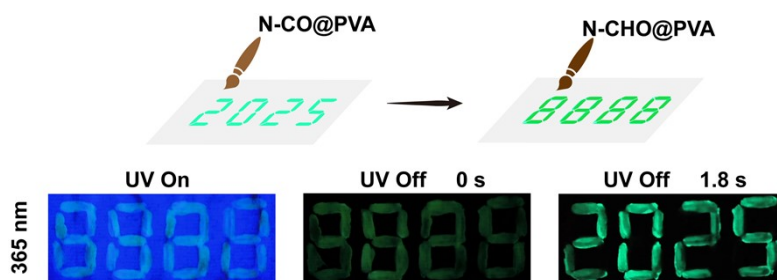 N-CO@PVA
N-CHO@PVA
2025
8888
UV On
UV Off 0 s
UV Off 1.8 s
365 nm
8888
8888
2025